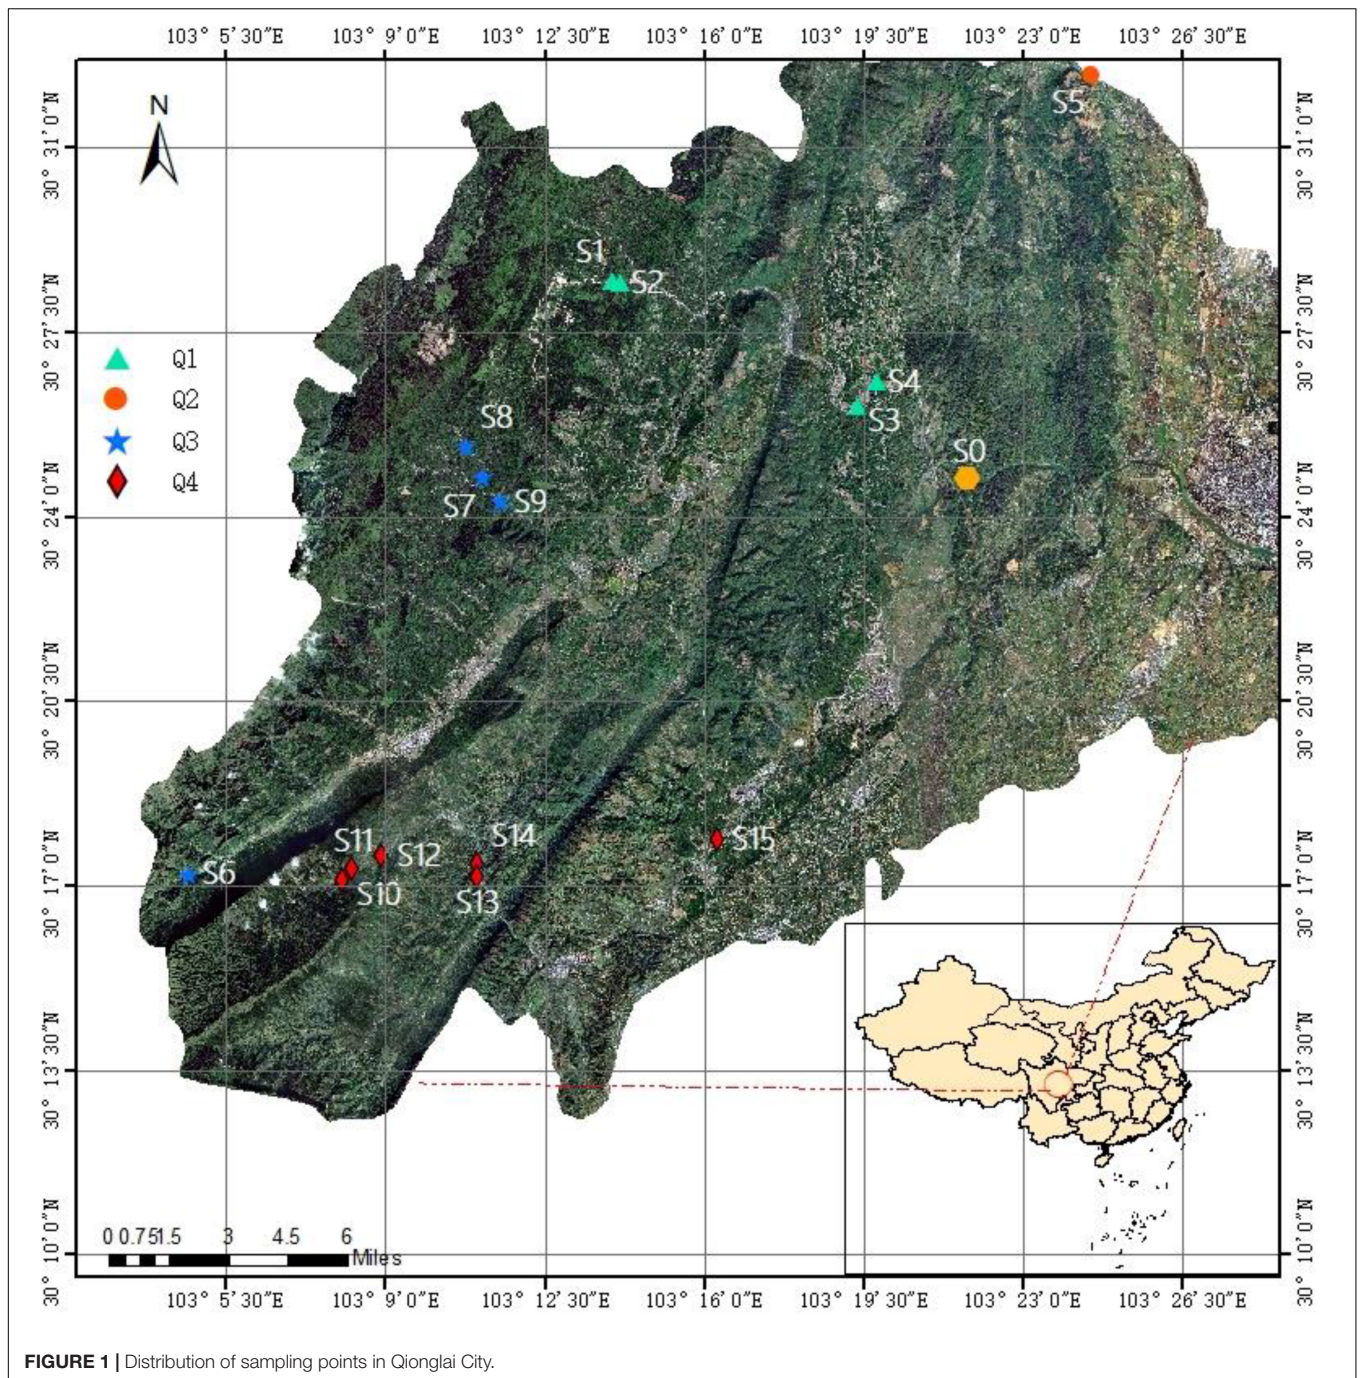 103° 5′30″E 103° 9′0″E 103° 12′30″E 103° 16′0″E 103° 19′30″E 103° 23′0″E 103° 26′30″E
N
S5
30° 31′0″N
30° 31′0″N
S1
S2
30° 27′30″N
30° 27′30″N
Q1
Q2
Q3
Q4
S4
S3
S8
S7
S9
S0
30° 24′0″N
30° 24′0″N
30° 20′30″N
30° 20′30″N
S11
S12
S14
S15
S6
S10
S13
30° 17′0″N
30° 17′0″N
30° 13′30″N
30° 13′30″N
0 0.75 1.5 3 4.5 6
Miles
30° 10′0″N
30° 10′0″N
103° 5′30″E 103° 9′0″E 103° 12′30″E 103° 16′0″E 103° 19′30″E 103° 23′0″E 103° 26′30″E
FIGURE 1 | Distribution of sampling points in Qionglai City.